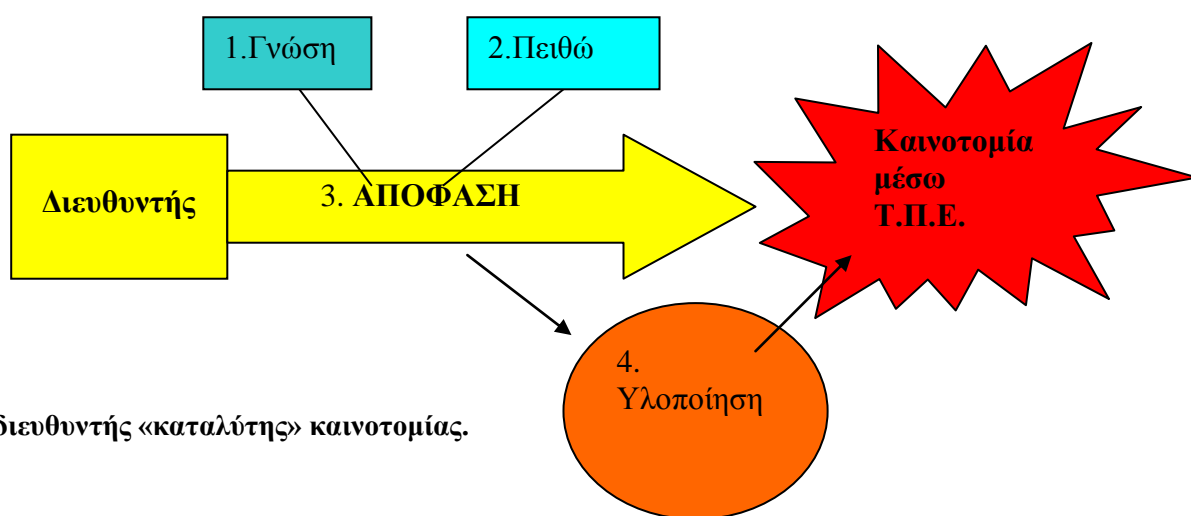 1.Γνώση
2.Πειθώ
Διευθυντής
3. ΑΠΟΦΑΣΗ
Καινοτομία
μέσω
Τ.Π.Ε.
4.
Υλοποίηση
διευθυντής «καταλύτης» καινοτομίας.